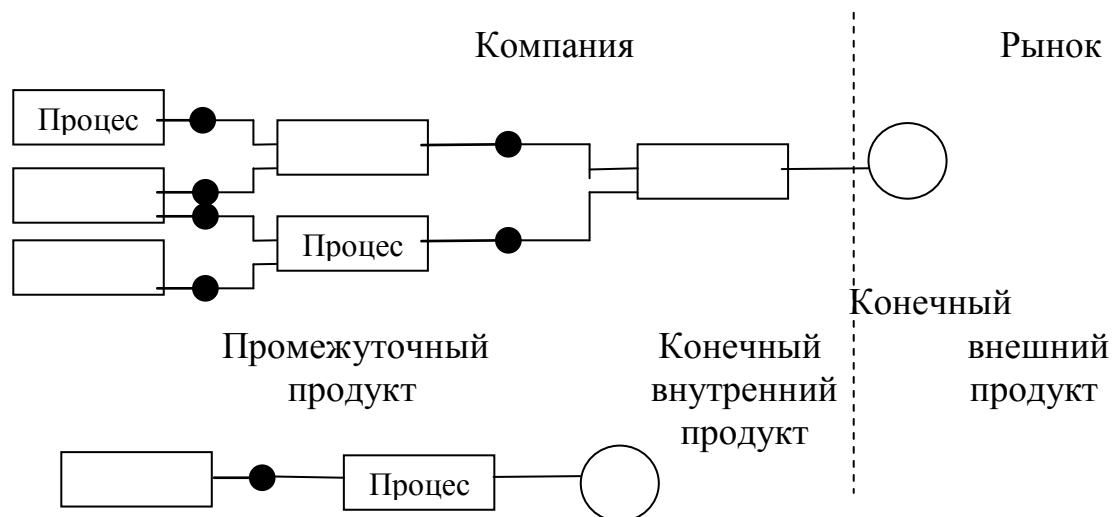 Компания
Рынок
Процес
Процес
Конечный
внешний
продукт
Промежуточный
продукт
Конечный
внутренний
продукт
Процес